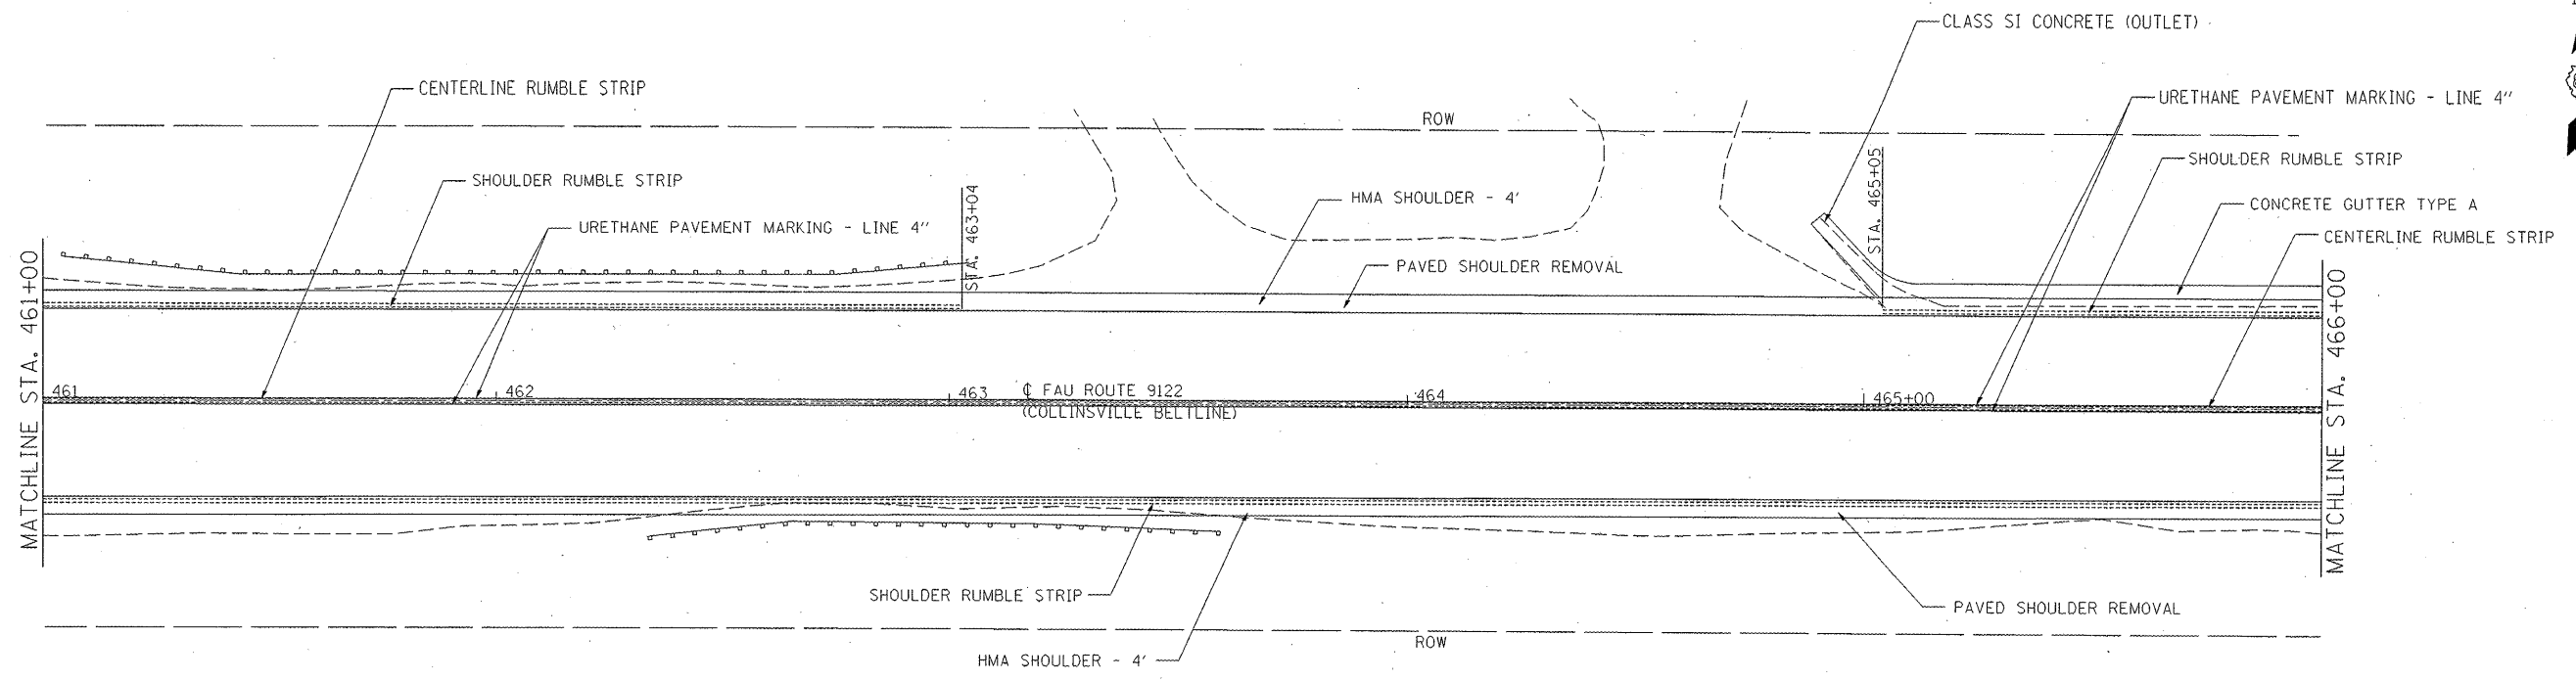 CLASS SI CONCRETE (OUTLET)
CENTERLINE RUMBLE STRIP
URETHANE PAVEMENT MARKING - LINE 4"
ROW
SHOULDER RUMBLE STRIP
SHOULDER RUMBLE STRIP
HMA SHOULDER - 4'
CONCRETE GUTTER TYPE A
URETHANE PAVEMENT MARKING - LINE 4"
STA. 463+04
STA. 465+05
CENTERLINE RUMBLE STRIP
PAVED SHOULDER REMOVAL
MATCHLINE STA. 461+00
MATCHLINE STA. 466+00
461
462
463
℄ FAU ROUTE 9122
(COLLINSVILLE BELTLINE)
464
465+00
SHOULDER RUMBLE STRIP
PAVED SHOULDER REMOVAL
ROW
HMA SHOULDER - 4'